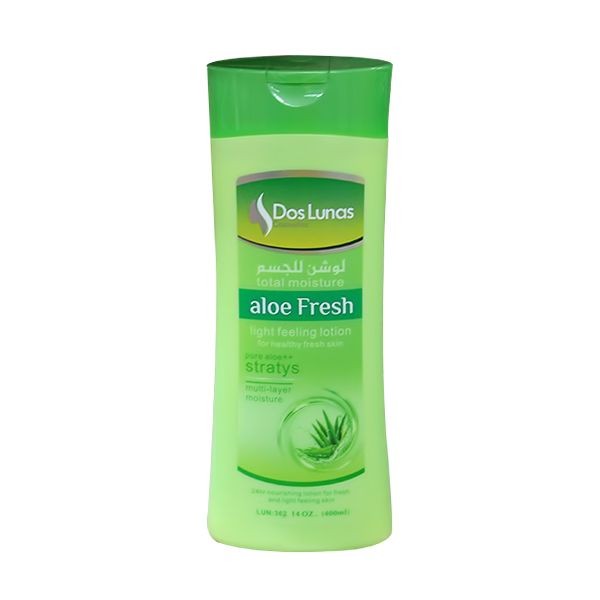 Dos Lunas
لوشن للجسم
total moisture
aloe Fresh
light feeling lotion
for healthy fresh skin
pure aloe++
stratys
multi-layer
moisture
24hr nourishing lotion for fresh
and light feeling skin
LUN:302. 14 OZ.. (400ml)